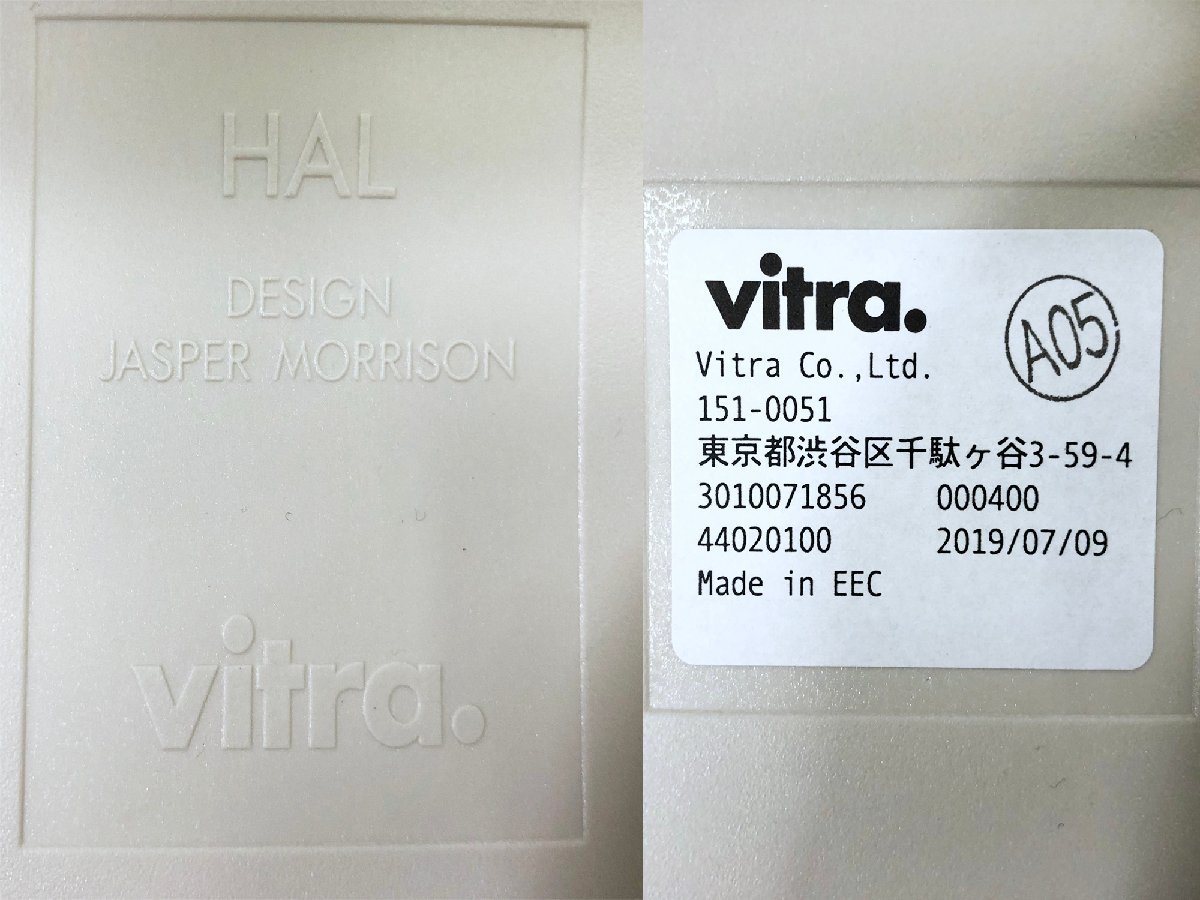 HAL
DESIGN
JASPER MORRISON
vitra.
vitra.
A05
Vitra Co.,Ltd.
151-0051
東京都渋谷区千駄ヶ谷3-59-4
3010071856 000400
44020100 2019/07/09
Made in EEC